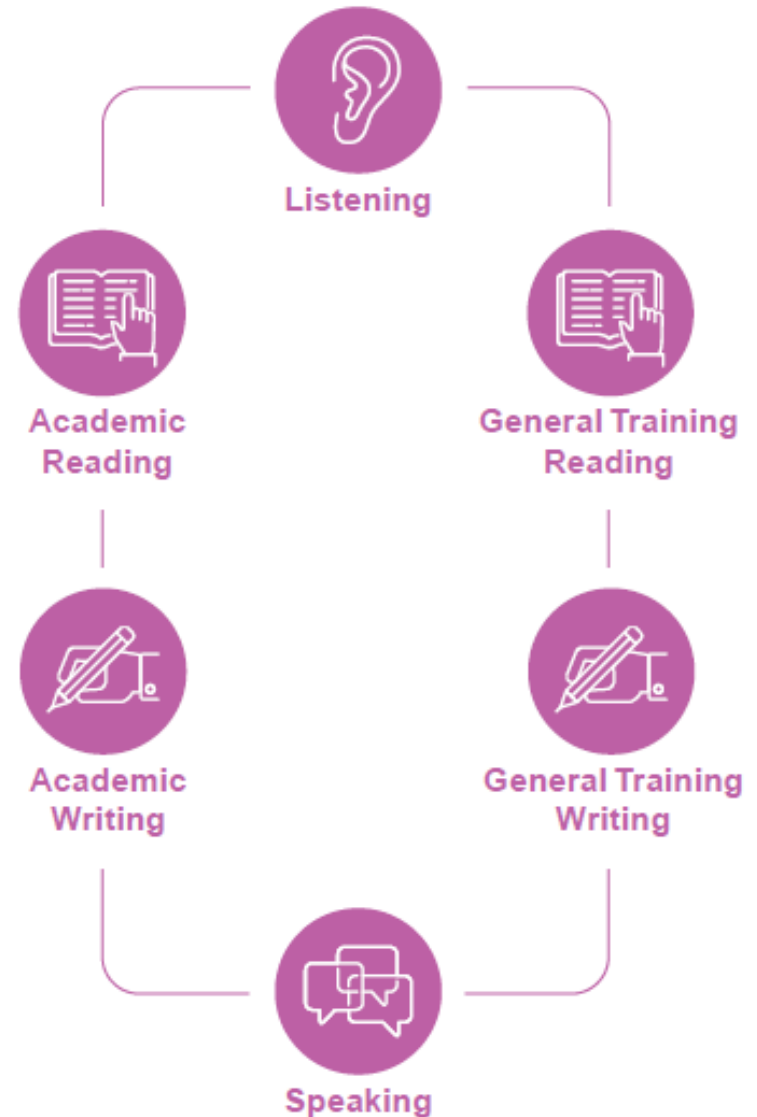 Listening
Academic
Reading
General Training
Reading
Academic
Writing
General Training
Writing
Speaking